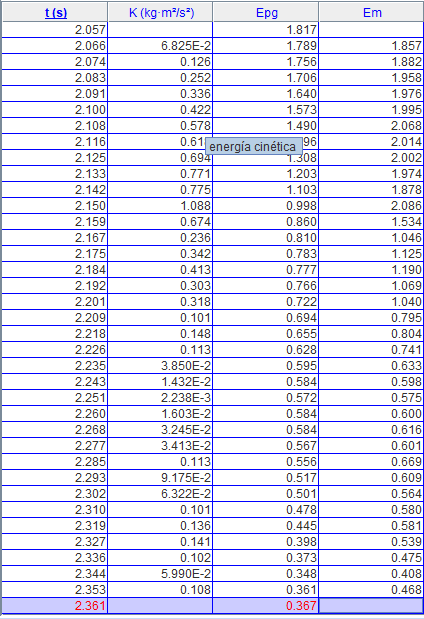 t (s) K (kg·m²/s²) Epg Em
2.057 1.817
2.066 6.825E-2 1.789 1.857
2.074 0.126 1.756 1.882
2.083 0.252 1.706 1.958
2.091 0.336 1.640 1.976
2.100 0.422 1.573 1.995
2.108 0.578 1.490 2.068
2.116 2.014
energía cinética
2.125 0.694 1.308 2.002
2.133 0.771 1.203 1.974
2.142 0.775 1.103 1.878
2.150 1.088 0.998 2.086
2.159 0.674 0.860 1.534
2.167 0.236 0.810 1.046
2.175 0.342 0.783 1.125
2.184 0.413 0.777 1.190
2.192 0.303 0.766 1.069
2.201 0.318 0.722 1.040
2.209 0.101 0.694 0.795
2.218 0.148 0.655 0.804
2.226 0.113 0.628 0.741
2.235 3.850E-2 0.595 0.633
2.243 1.432E-2 0.584 0.598
2.251 2.238E-3 0.572 0.575
2.260 1.603E-2 0.584 0.600
2.268 3.245E-2 0.584 0.616
2.277 3.413E-2 0.567 0.601
2.285 0.113 0.556 0.669
2.293 9.175E-2 0.517 0.609
2.302 6.322E-2 0.501 0.564
2.310 0.101 0.478 0.580
2.319 0.136 0.445 0.581
2.327 0.141 0.398 0.539
2.336 0.102 0.373 0.475
2.344 5.990E-2 0.348 0.408
2.353 0.108 0.361 0.468
2.361 0.367